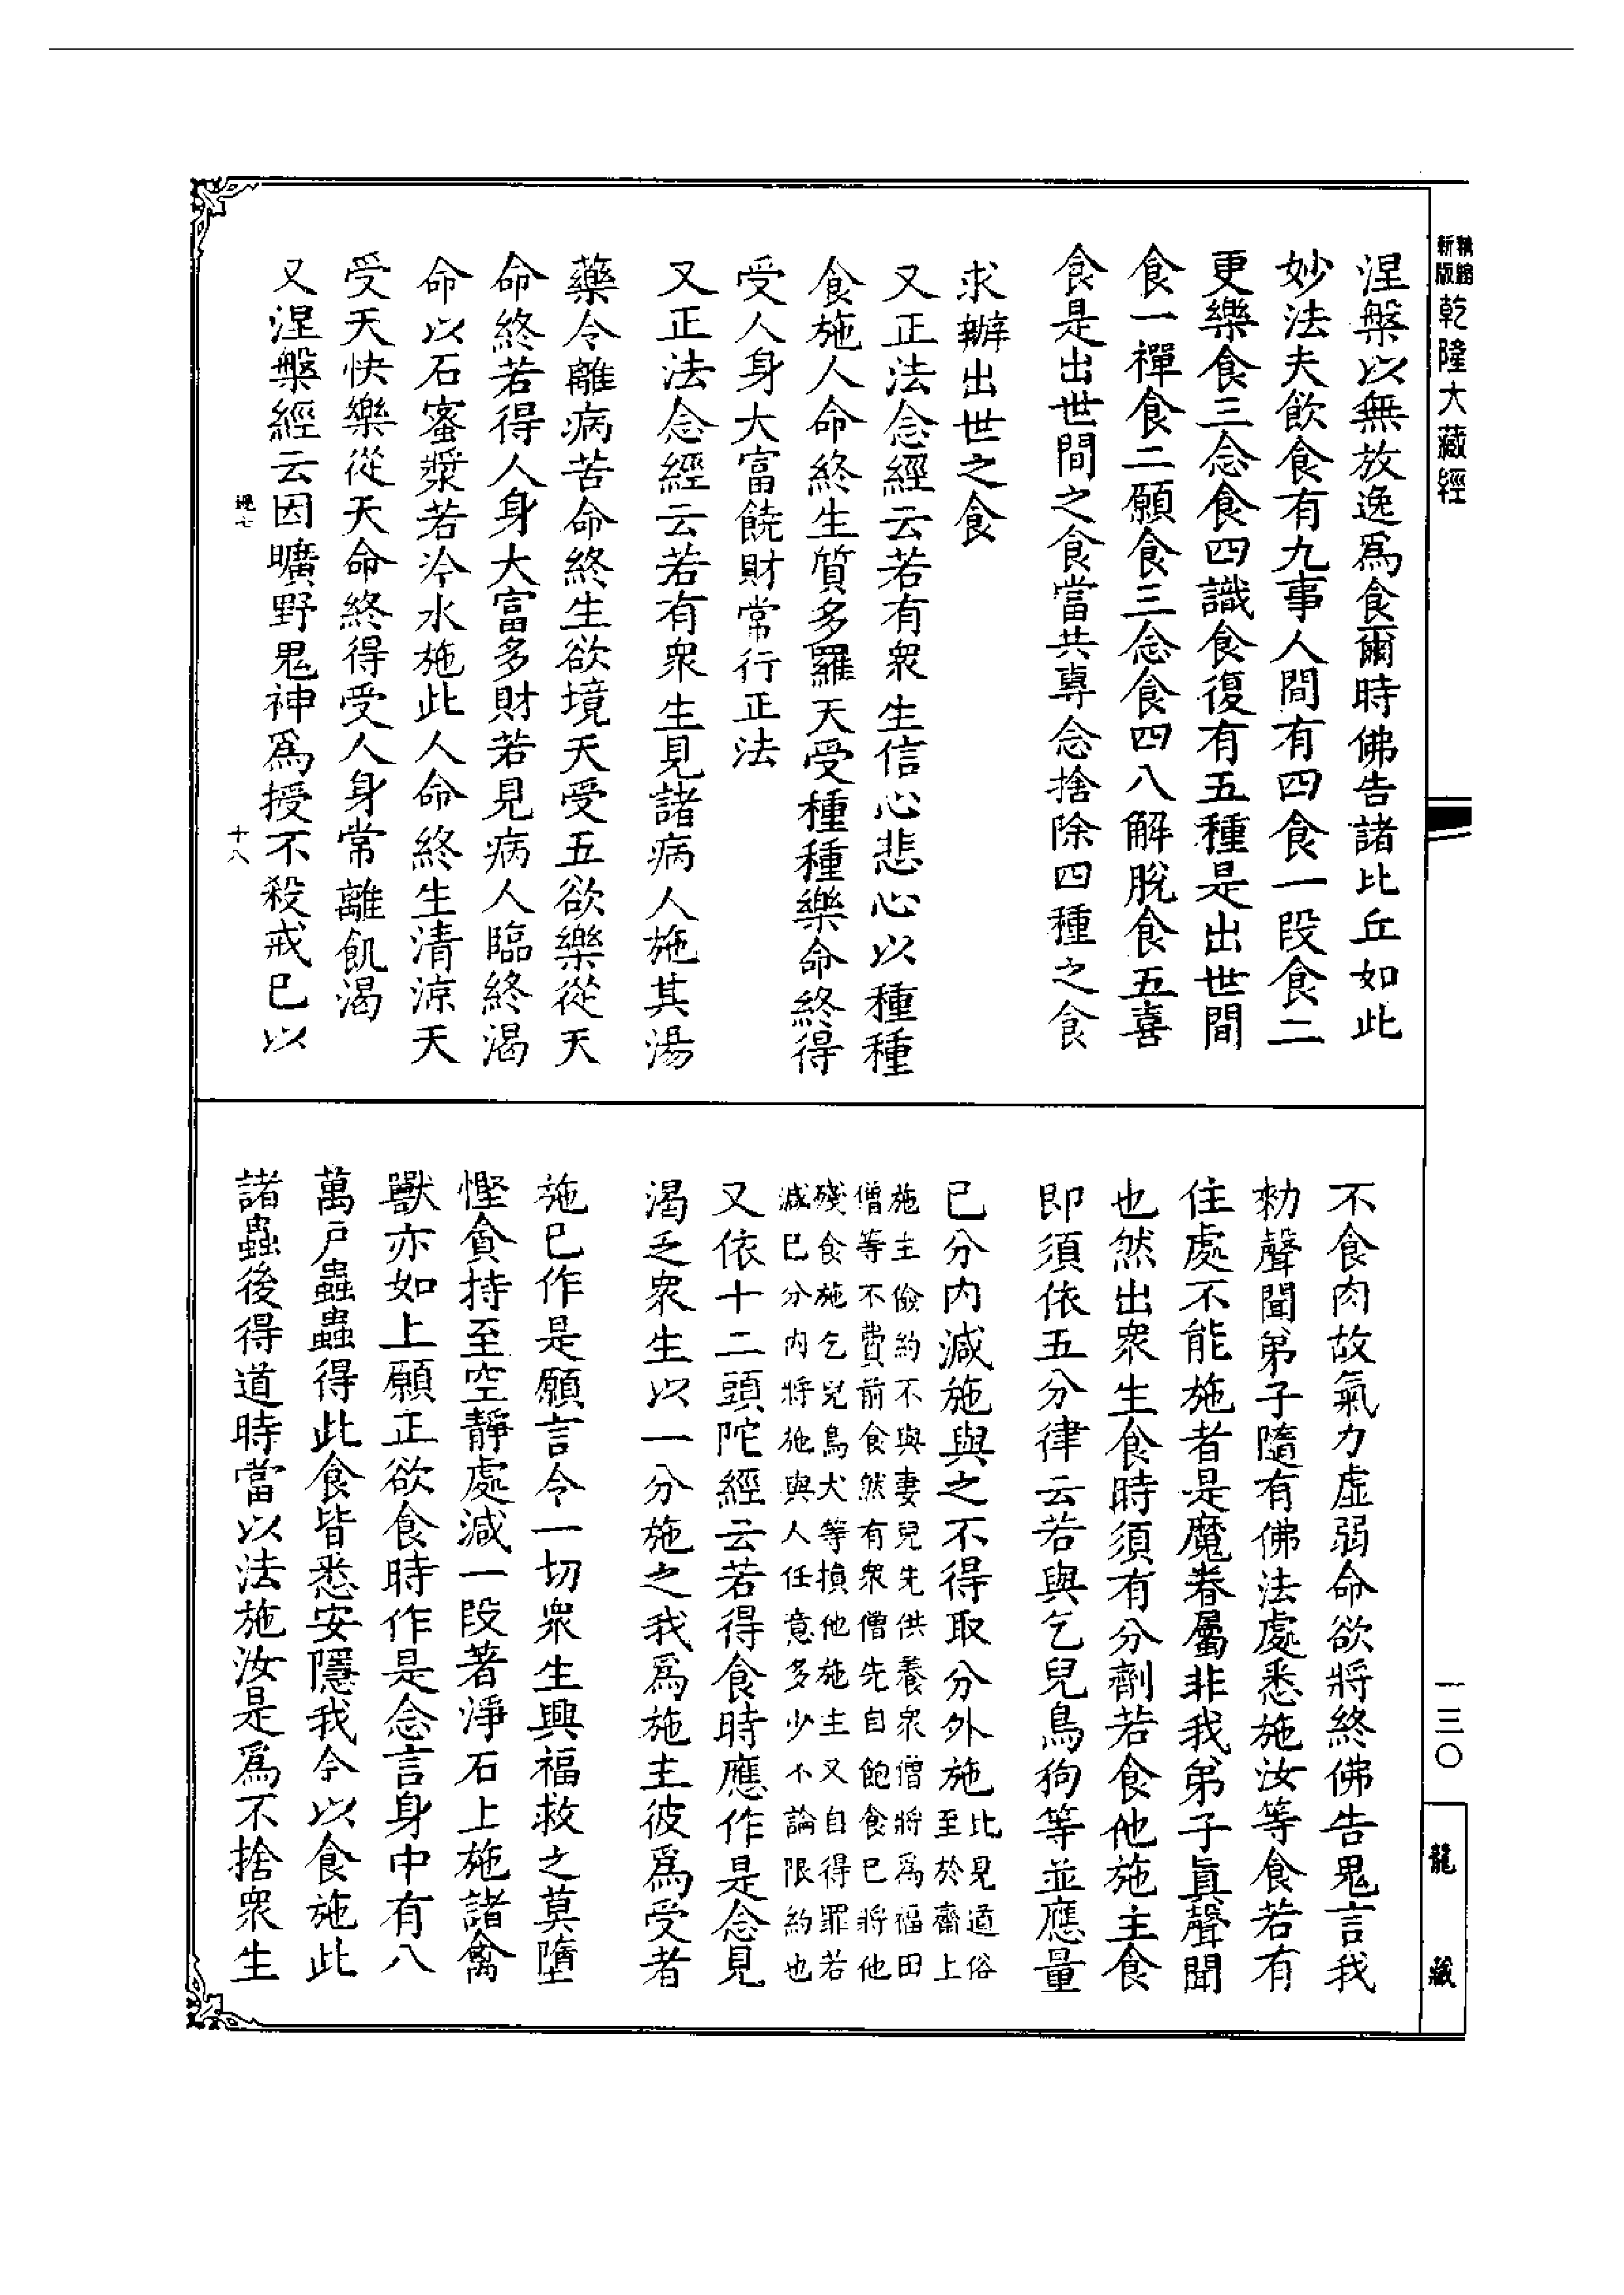 精縮
新版
乾隆大藏經
涅槃以無放逸爲食爾時佛告諸比丘如此
妙法夫飲食有九事人間有四食一段食二
更樂食三念食四識食復有五種是出世間
食一禪食二願食三念食四八解脫食五喜
食是出世間之食當共專念捨除四種之食
求辦出世之食
又正法念經云若有衆生信心悲心以種種
食施人命終生質多羅天受種種樂命終得
受人身大富饒財常行正法
又正法念經云若有衆生見諸病人施其湯
藥令離病苦命終生欲境天受五欲樂從天
命終若得人身大富多財若見病人臨終渴
命以石蜜漿若冷水施此人命終生清涼天
受天快樂從天命終得受人身常離飢渴
又涅槃經云因曠野鬼神爲授不殺戒已以
十八
不食肉故氣力虛弱命欲將終佛告鬼言我
勑聲聞弟子隨有佛法處悉施汝等食若有
住處不能施者是魔眷屬非我弟子眞聲聞
也然出衆生食時須有分劑若食他施主食
即須依五分律云若與乞兒鳥狗等並應量
已分內減施與之不得取分外施
比見道俗
至於齋上
施主儉約不與妻兒先供養衆僧將爲福田
僧等不費前食然有衆僧先自飽食已將他
殘食施乞兒鳥犬等損他施主又自得罪若
減已分內將施與人任意多少不論限約也
又依十二頭陀經云若得食時應作是念見
渴乏衆生以一分施之我爲施主彼爲受者
施已作是願言令一切衆生興福救之莫墮
慳貪持至空靜處減一段著淨石上施諸禽
獸亦如上願正欲食時作是念言身中有八
萬戶蟲蟲得此食皆悉安隱我今以食施此
諸蟲後得道時當以法施汝是爲不捨衆生
一三〇
龍藏